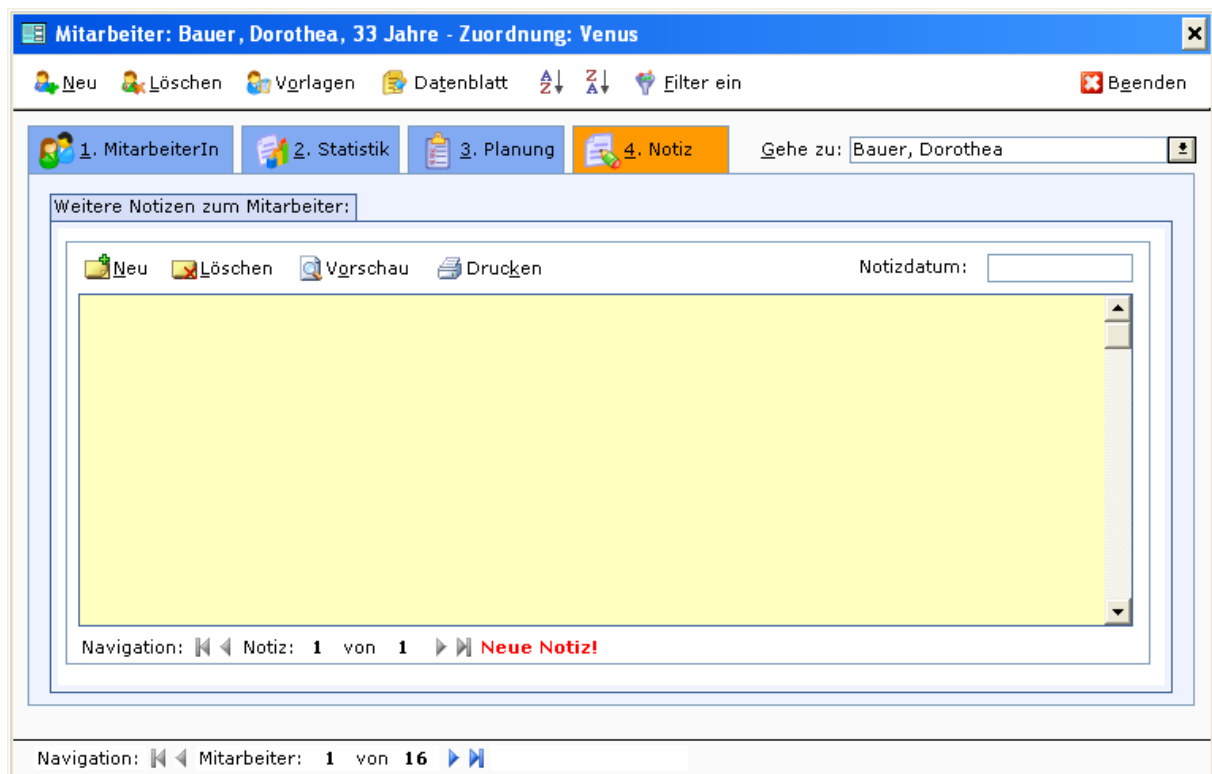 Mitarbeiter: Bauer, Dorothea, 33 Jahre - Zuordnung: Venus
Neu Löschen Vorlagen Datenblatt A Z Z A Filter ein Beenden
1. MitarbeiterIn 2. Statistik 3. Planung 4. Notiz Gehe zu: Bauer, Dorothea
Weitere Notizen zum Mitarbeiter:
Neu Löschen Vorschau Drucken Notizdatum:
Navigation: Notiz: 1 von 1 Neue Notiz!
Navigation: Mitarbeiter: 1 von 16